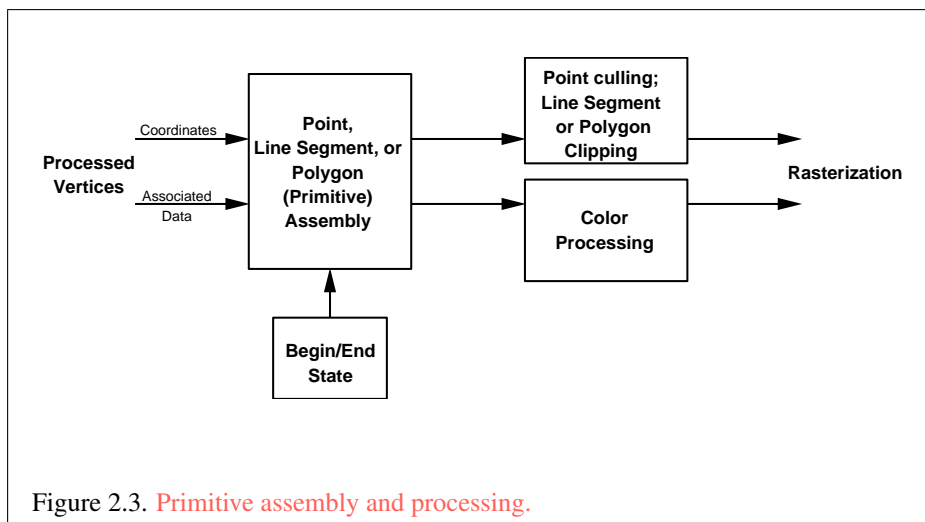 Coordinates
Processed
Vertices
Associated
Data
Point,
Line Segment, or
Polygon
(Primitive)
Assembly
Point culling;
Line Segment
or Polygon
Clipping
Rasterization
Color
Processing
Begin/End
State
Figure 2.3. Primitive assembly and processing.